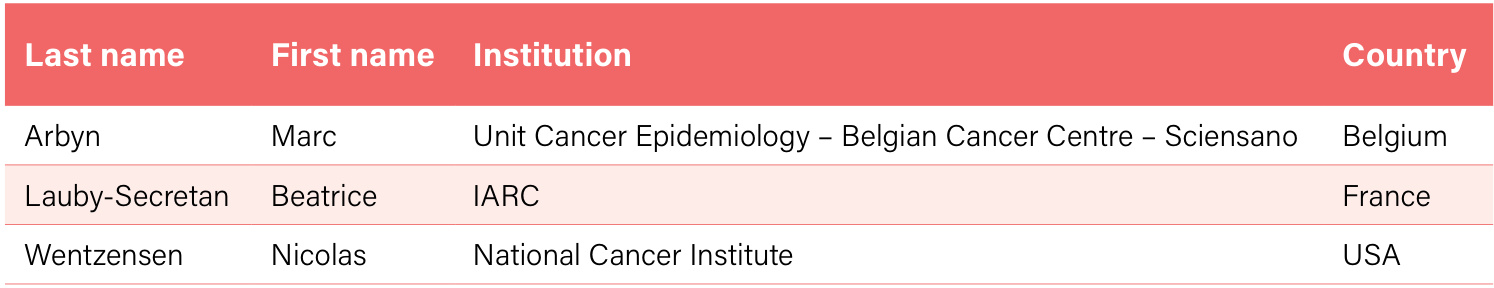 Last name First name Institution Country
Arbyn Marc Unit Cancer Epidemiology – Belgian Cancer Centre – Sciensano Belgium
Lauby-Secretan Beatrice IARC France
Wentzensen Nicolas National Cancer Institute USA